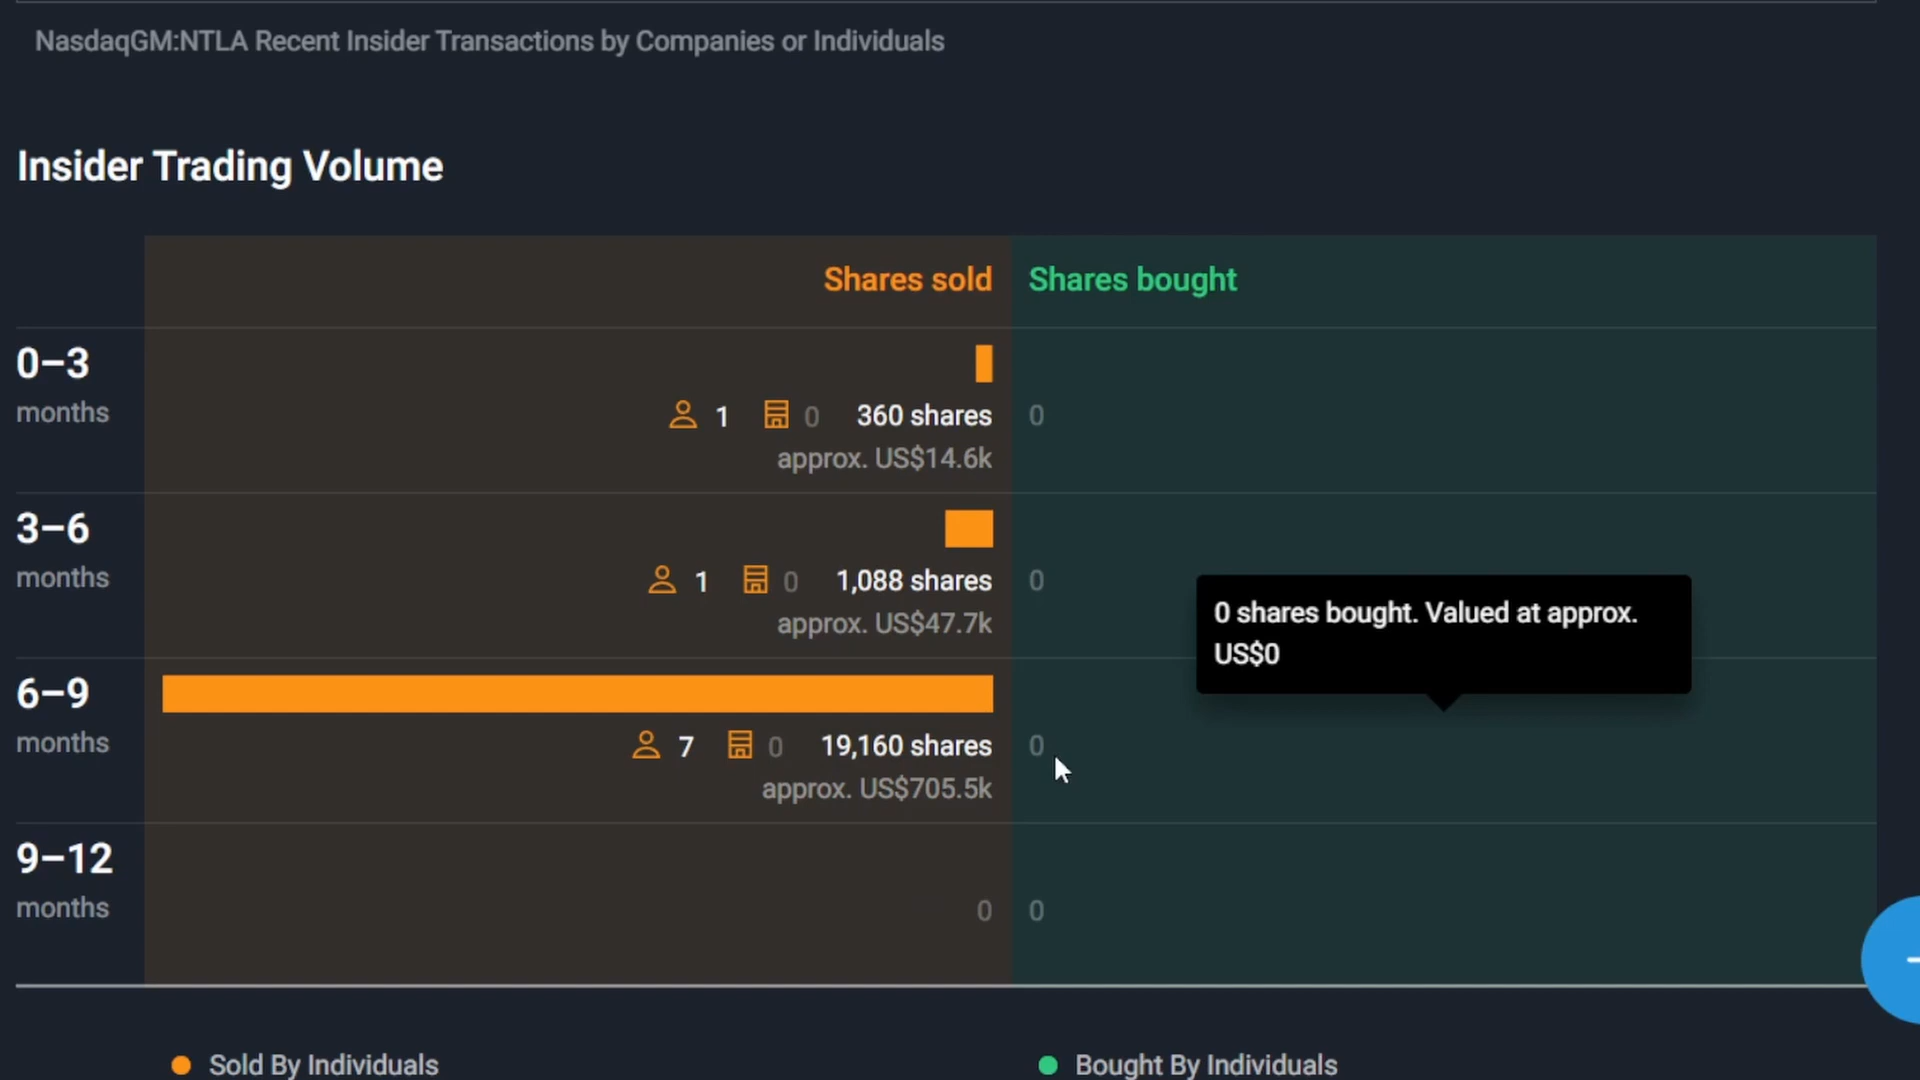 NasdaqGM:NTLA Recent Insider Transactions by Companies or Individuals
Insider Trading Volume
Shares sold
Shares bought
0–3
months
1 0 360 shares
approx. US$14.6k
0
3–6
months
1 0 1,088 shares
approx. US$47.7k
0
0 shares bought. Valued at approx.
US$0
6–9
months
7 0 19,160 shares
approx. US$705.5k
0
9–12
months
0
0
Sold By Individuals
Bought By Individuals